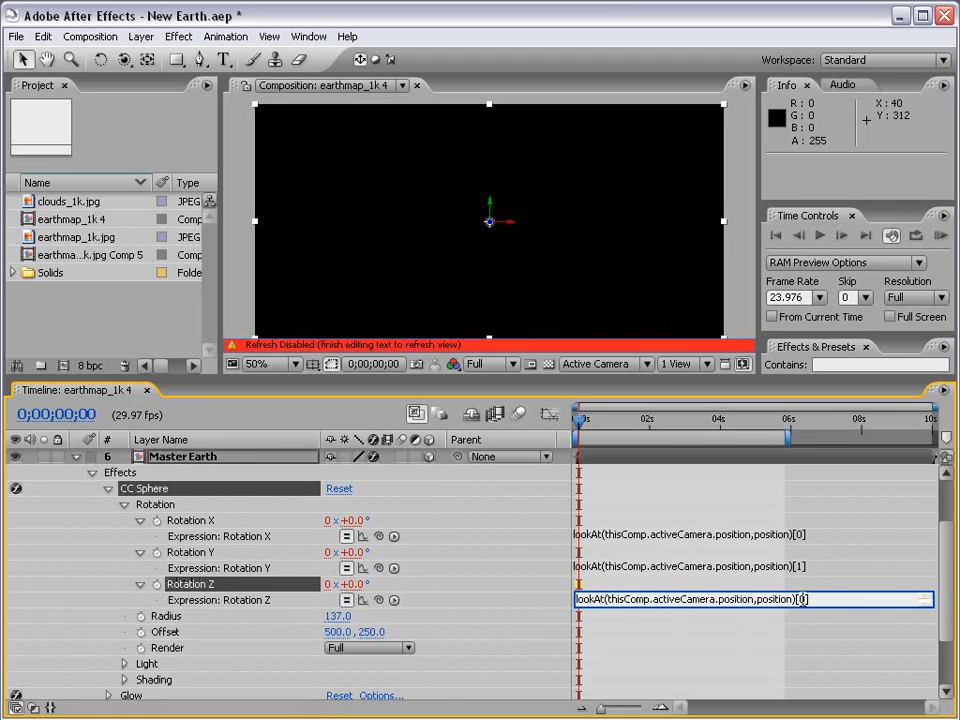 Adobe After Effects - New Earth.aep *
File Edit Composition Layer Effect Animation View Window Help
Workspace: Standard
Project
Composition: earthmap_1k 4
Info Audio
R : 0
G : 0
B : 0
A : 255
X : 40
Y : 312
Name Type
clouds_1k.jpg JPEG
earthmap_1k 4 Comp
earthmap_1k.jpg JPEG
earthma...k.jpg Comp 5 Comp
Solids Folde
Time Controls
RAM Preview Options
Frame Rate Skip Resolution
23.976 0 Full
From Current Time Full Screen
Refresh Disabled (finish editing text to refresh view)
Effects & Presets
8 bpc
50% 0;00;00;00 Full Active Camera 1 View
Contains:
Timeline: earthmap_1k 4
0;00;00;00 (29.97 fps)
02s 04s 06s 08s 10s
# Layer Name Parent
6 Master Earth None
Effects
CC Sphere Reset
Rotation
Rotation X 0 x +0.0 °
Expression: Rotation X lookAt(thisComp.activeCamera.position,position)[0]
Rotation Y 0 x +0.0 °
Expression: Rotation Y lookAt(thisComp.activeCamera.position,position)[1]
Rotation Z 0 x +0.0 °
Expression: Rotation Z lookAt(thisComp.activeCamera.position,position)[0]
Radius 137.0
Offset 500.0, 250.0
Render Full
Light
Shading
Glow Reset Options...